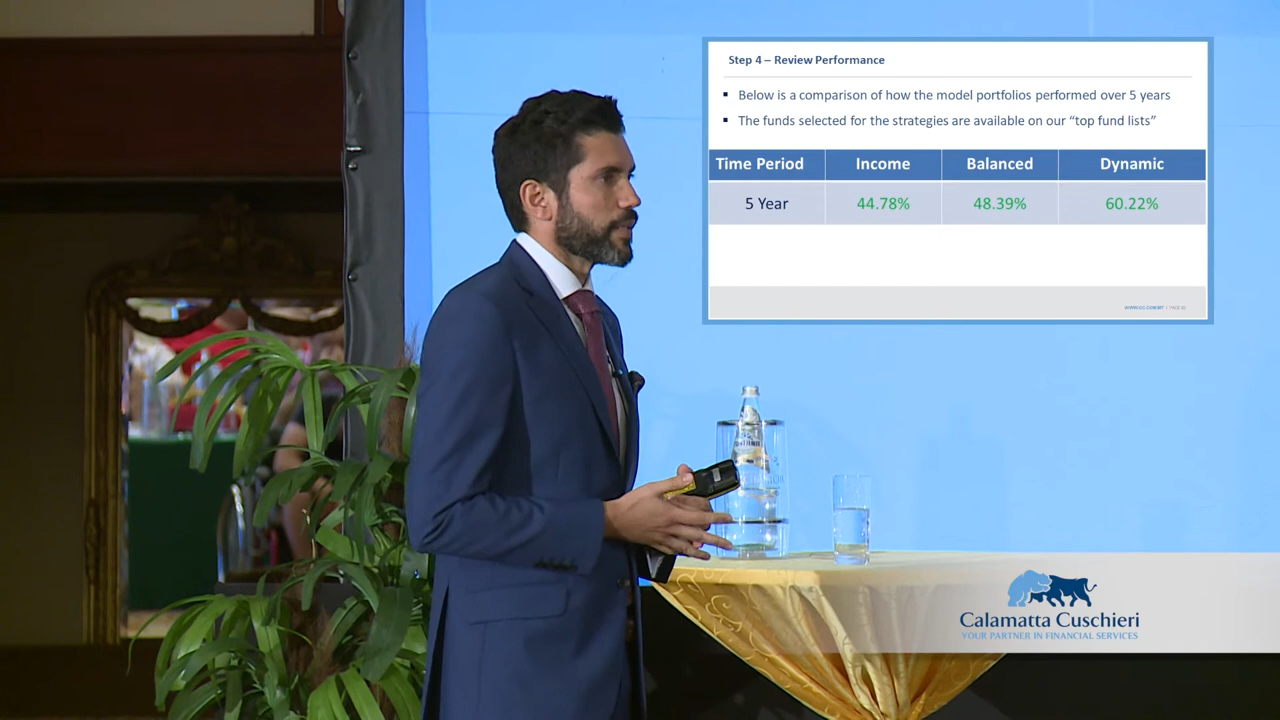 Step 4 – Review Performance
▪ Below is a comparison of how the model portfolios performed over 5 years
▪ The funds selected for the strategies are available on our “top fund lists”
Time Period Income Balanced Dynamic
5 Year 44.78% 48.39% 60.22%
Calamatta Cuschieri
YOUR PARTNER IN FINANCIAL SERVICES